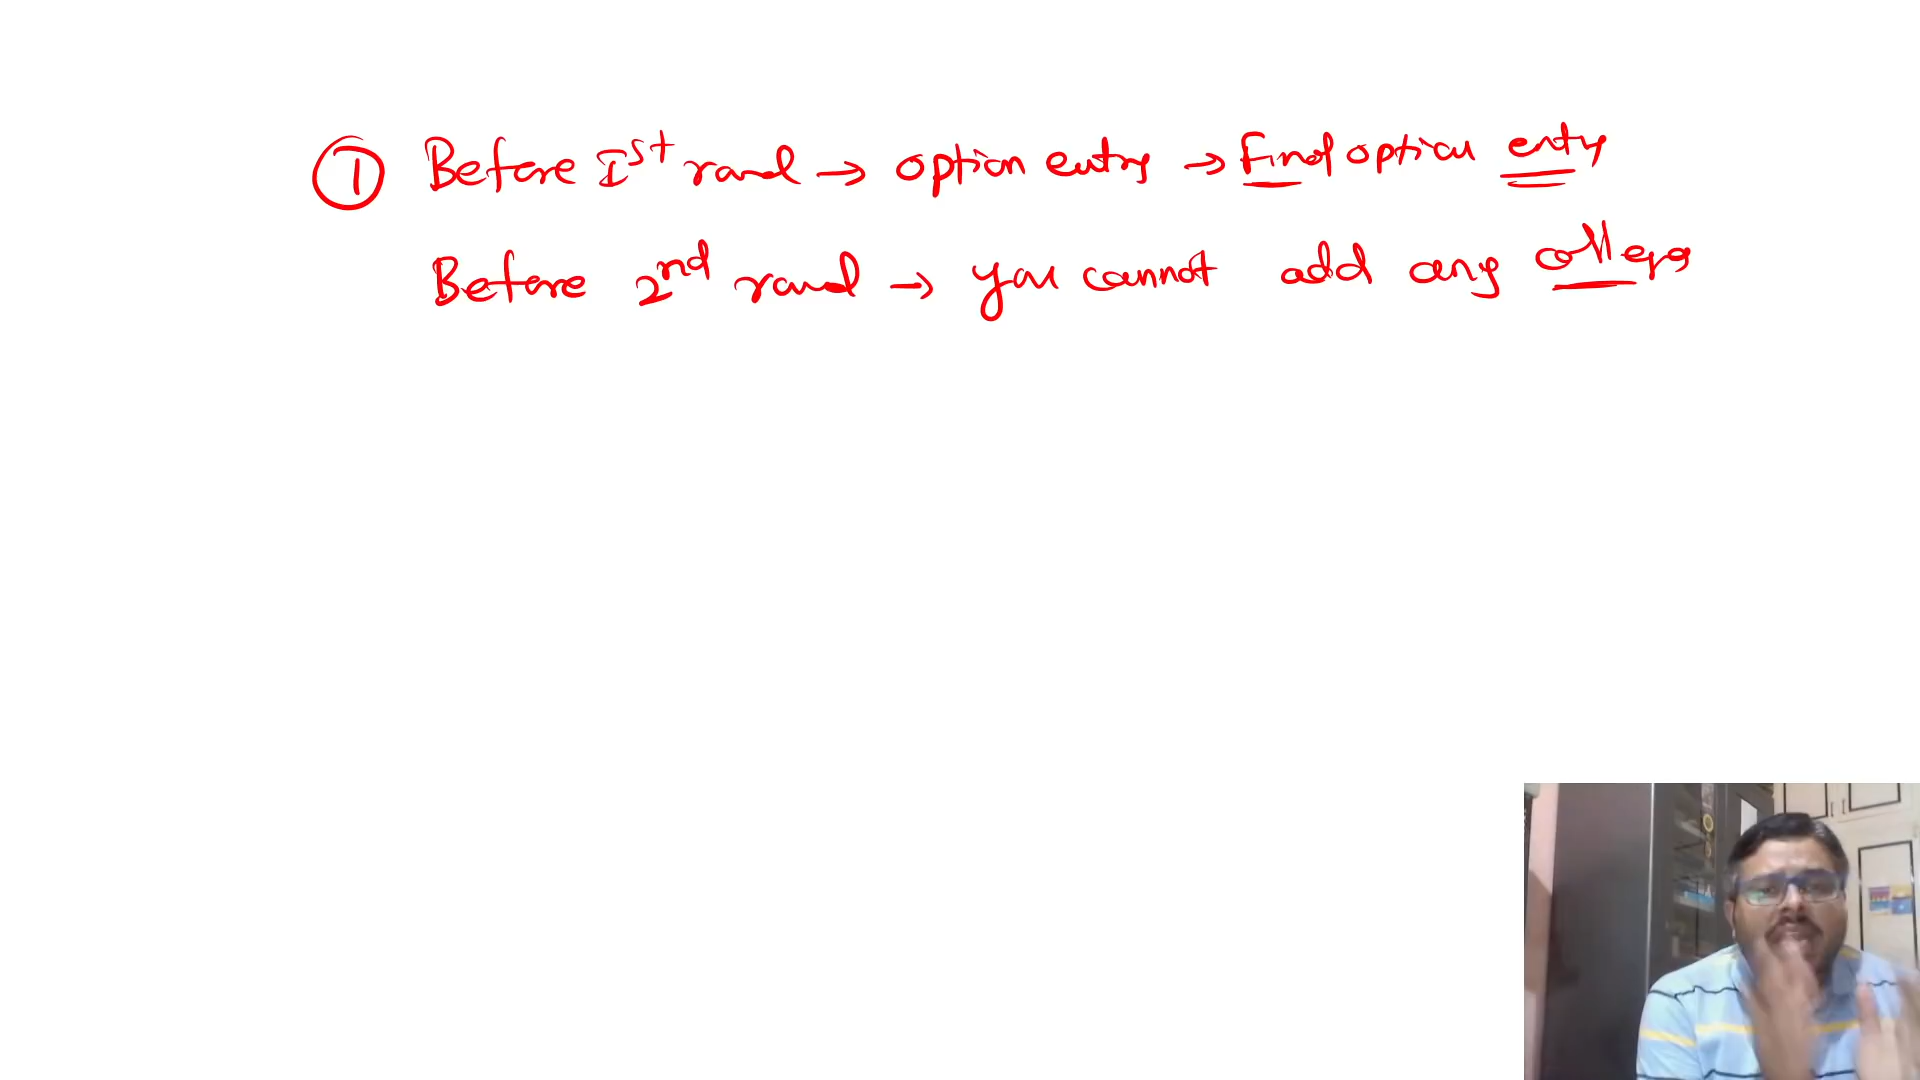 ① Before Ist round → option entry → Final option entry
Before 2nd round → you cannot add any college